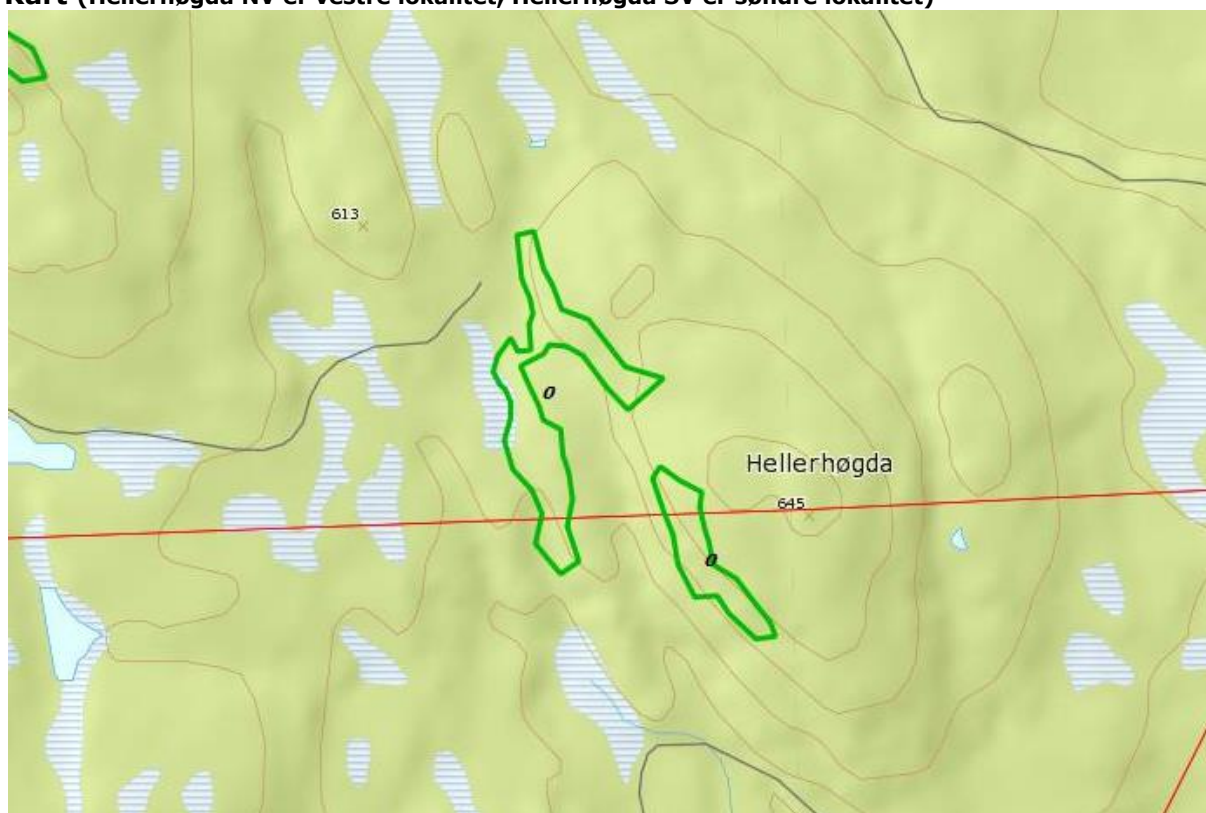 Kart (Hellerhøgda NV er vestre lokalitet, Hellerhøgda SV er søndre lokalitet)
613
0
Hellerhøgda
645
0